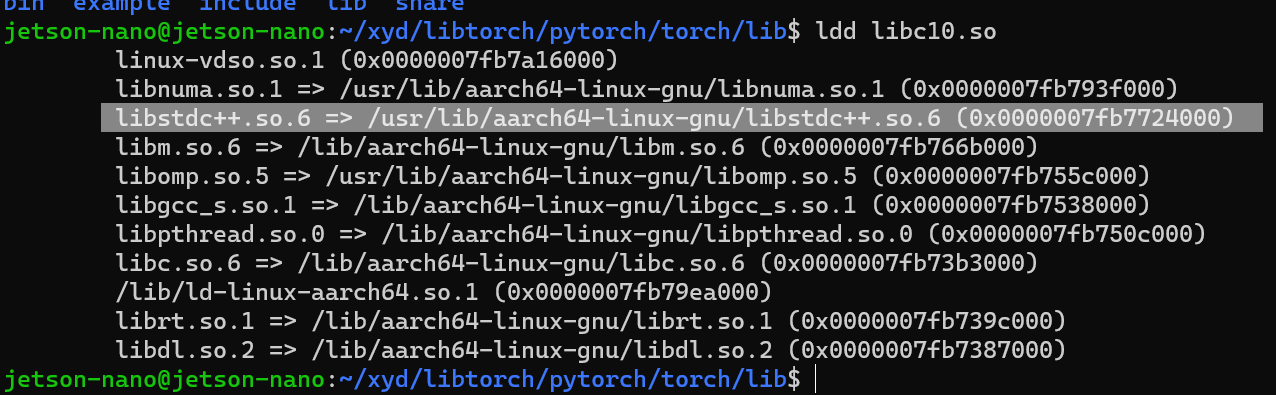 bin example include lib share
jetson-nano@jetson-nano:~/xyd/libtorch/pytorch/torch/lib$ ldd libc10.so
linux-vdso.so.1 (0x0000007fb7a16000)
libnuma.so.1 => /usr/lib/aarch64-linux-gnu/libnuma.so.1 (0x0000007fb793f000)
libstdc++.so.6 => /usr/lib/aarch64-linux-gnu/libstdc++.so.6 (0x0000007fb7724000)
libm.so.6 => /lib/aarch64-linux-gnu/libm.so.6 (0x0000007fb766b000)
libomp.so.5 => /usr/lib/aarch64-linux-gnu/libomp.so.5 (0x0000007fb755c000)
libgcc_s.so.1 => /lib/aarch64-linux-gnu/libgcc_s.so.1 (0x0000007fb7538000)
libpthread.so.0 => /lib/aarch64-linux-gnu/libpthread.so.0 (0x0000007fb750c000)
libc.so.6 => /lib/aarch64-linux-gnu/libc.so.6 (0x0000007fb73b3000)
/lib/ld-linux-aarch64.so.1 (0x0000007fb79ea000)
librt.so.1 => /lib/aarch64-linux-gnu/librt.so.1 (0x0000007fb739c000)
libdl.so.2 => /lib/aarch64-linux-gnu/libdl.so.2 (0x0000007fb7387000)
jetson-nano@jetson-nano:~/xyd/libtorch/pytorch/torch/lib$